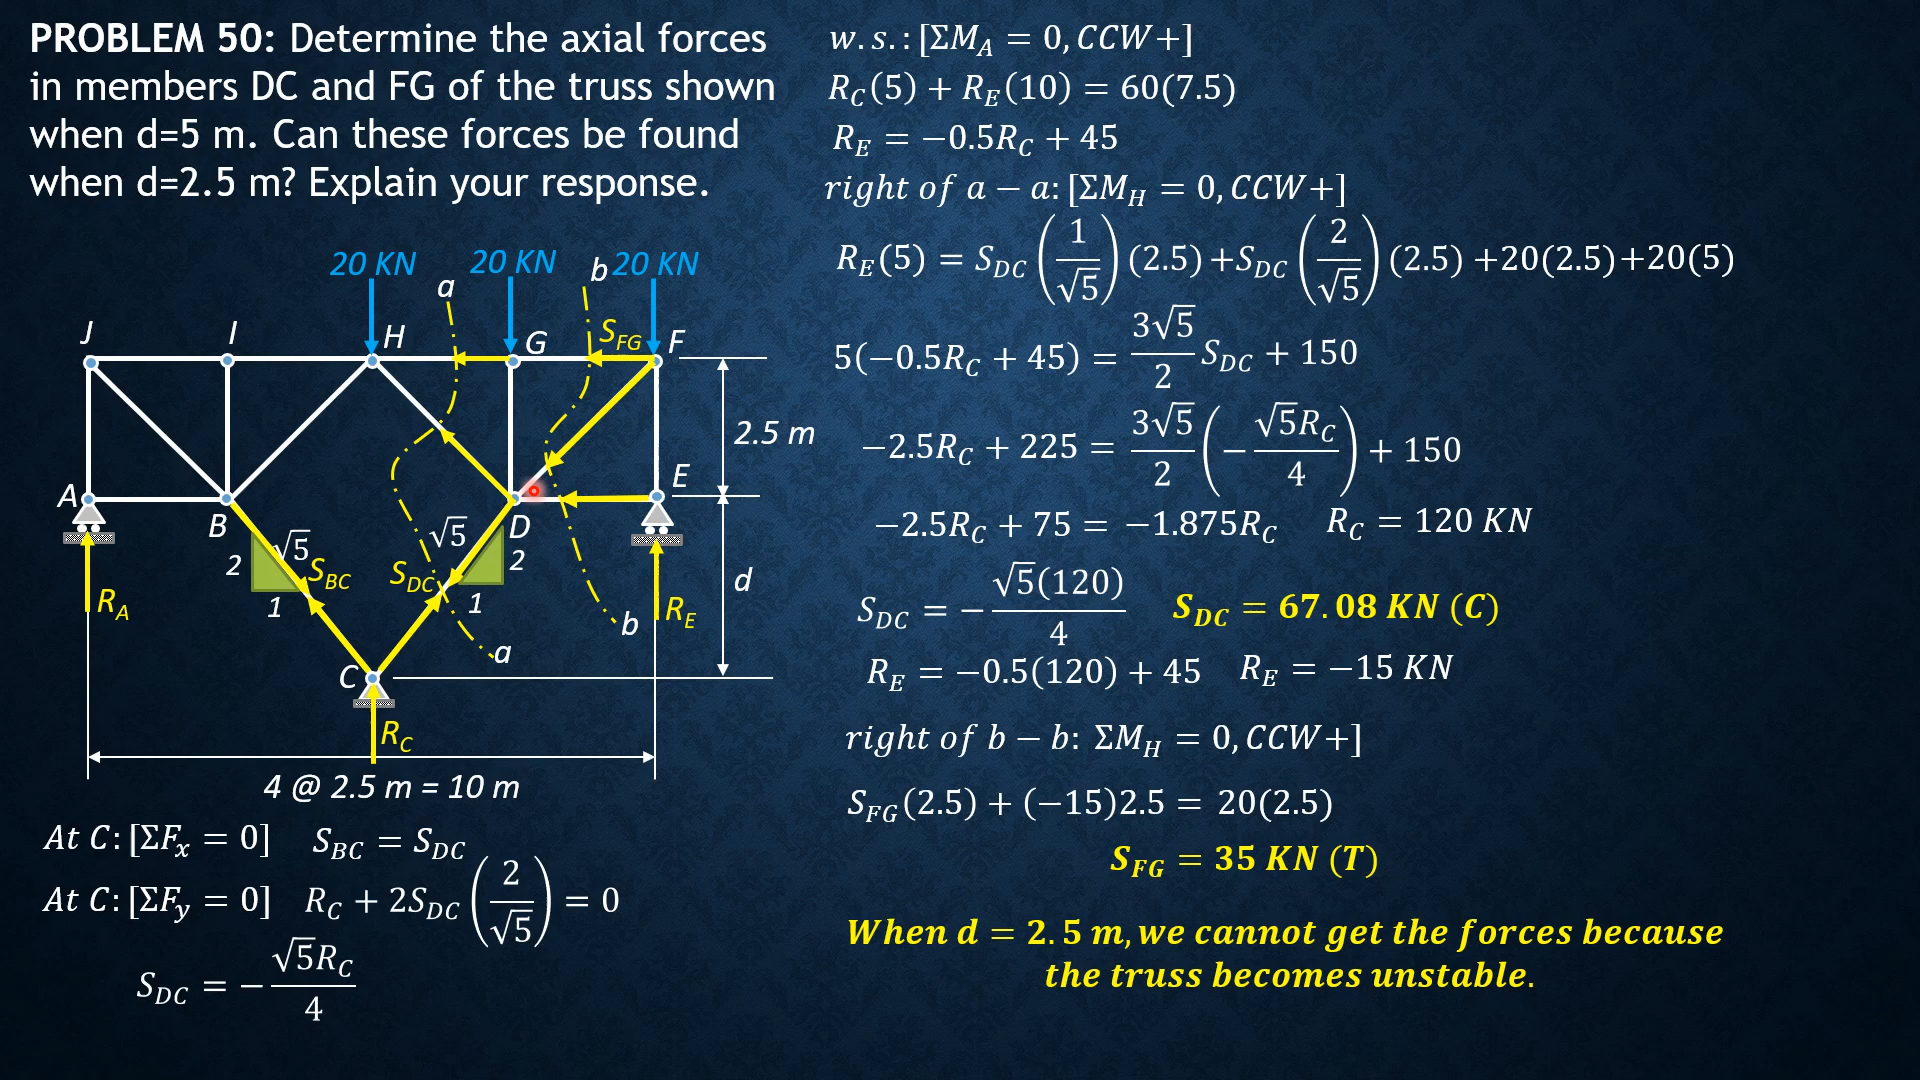 PROBLEM 50: Determine the axial forces
in members DC and FG of the truss shown
when d=5 m. Can these forces be found
when d=2.5 m? Explain your response.
20 KN
20 KN
20 KN
a
b
J
I
H
G
S_FG
F
2.5 m
A
B
D
E
√5
2
1
S_BC
√5
S_DC
2
1
d
R_A
R_E
b
a
C
R_C
4 @ 2.5 m = 10 m
At C: [ΣF_x = 0] S_BC = S_DC
At C: [ΣF_y = 0] R_C + 2S_DC (2/√5) = 0
S_DC = −√5R_C/4
w.s.: [ΣM_A = 0, CCW+]
R_C(5) + R_E(10) = 60(7.5)
R_E = −0.5R_C + 45
right of a − a: [ΣM_H = 0, CCW+]
R_E(5) = S_DC (1/√5) (2.5) +S_DC (2/√5) (2.5) +20(2.5)+20(5)
5(−0.5R_C + 45) = 3√5/2 S_DC + 150
−2.5R_C + 225 = 3√5/2 (−√5R_C/4) + 150
−2.5R_C + 75 = −1.875R_C R_C = 120 KN
S_DC = −√5(120)/4 S_DC = 67.08 KN (C)
R_E = −0.5(120) + 45 R_E = −15 KN
right of b − b: ΣM_H = 0, CCW+]
S_FG(2.5) + (−15)2.5 = 20(2.5)
S_FG = 35 KN (T)
When d = 2.5 m, we cannot get the forces because
the truss becomes unstable.